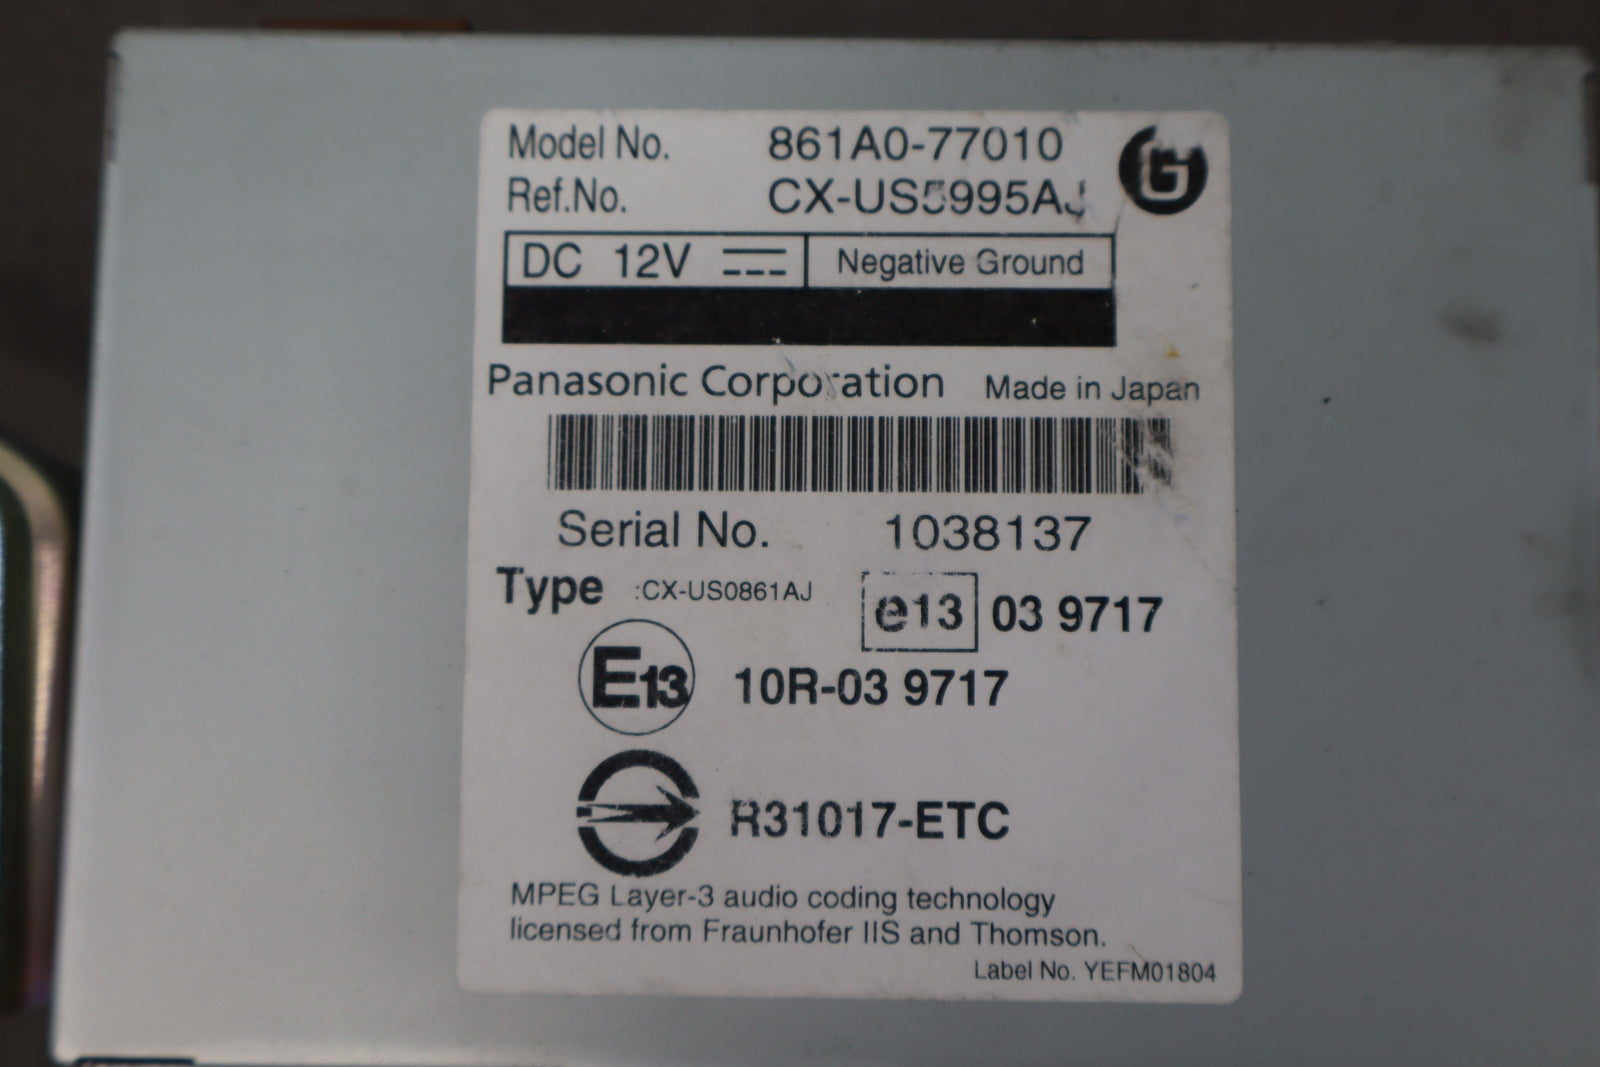 Model No. 861A0-77010
Ref.No. CX-US5995AJ
DC 12V Negative Ground
Panasonic Corporation Made in Japan
Serial No. 1038137
Type :CX-US0861AJ e13 03 9717
E13 10R-03 9717
R31017-ETC
MPEG Layer-3 audio coding technology
licensed from Fraunhofer IIS and Thomson.
Label No. YEFM01804